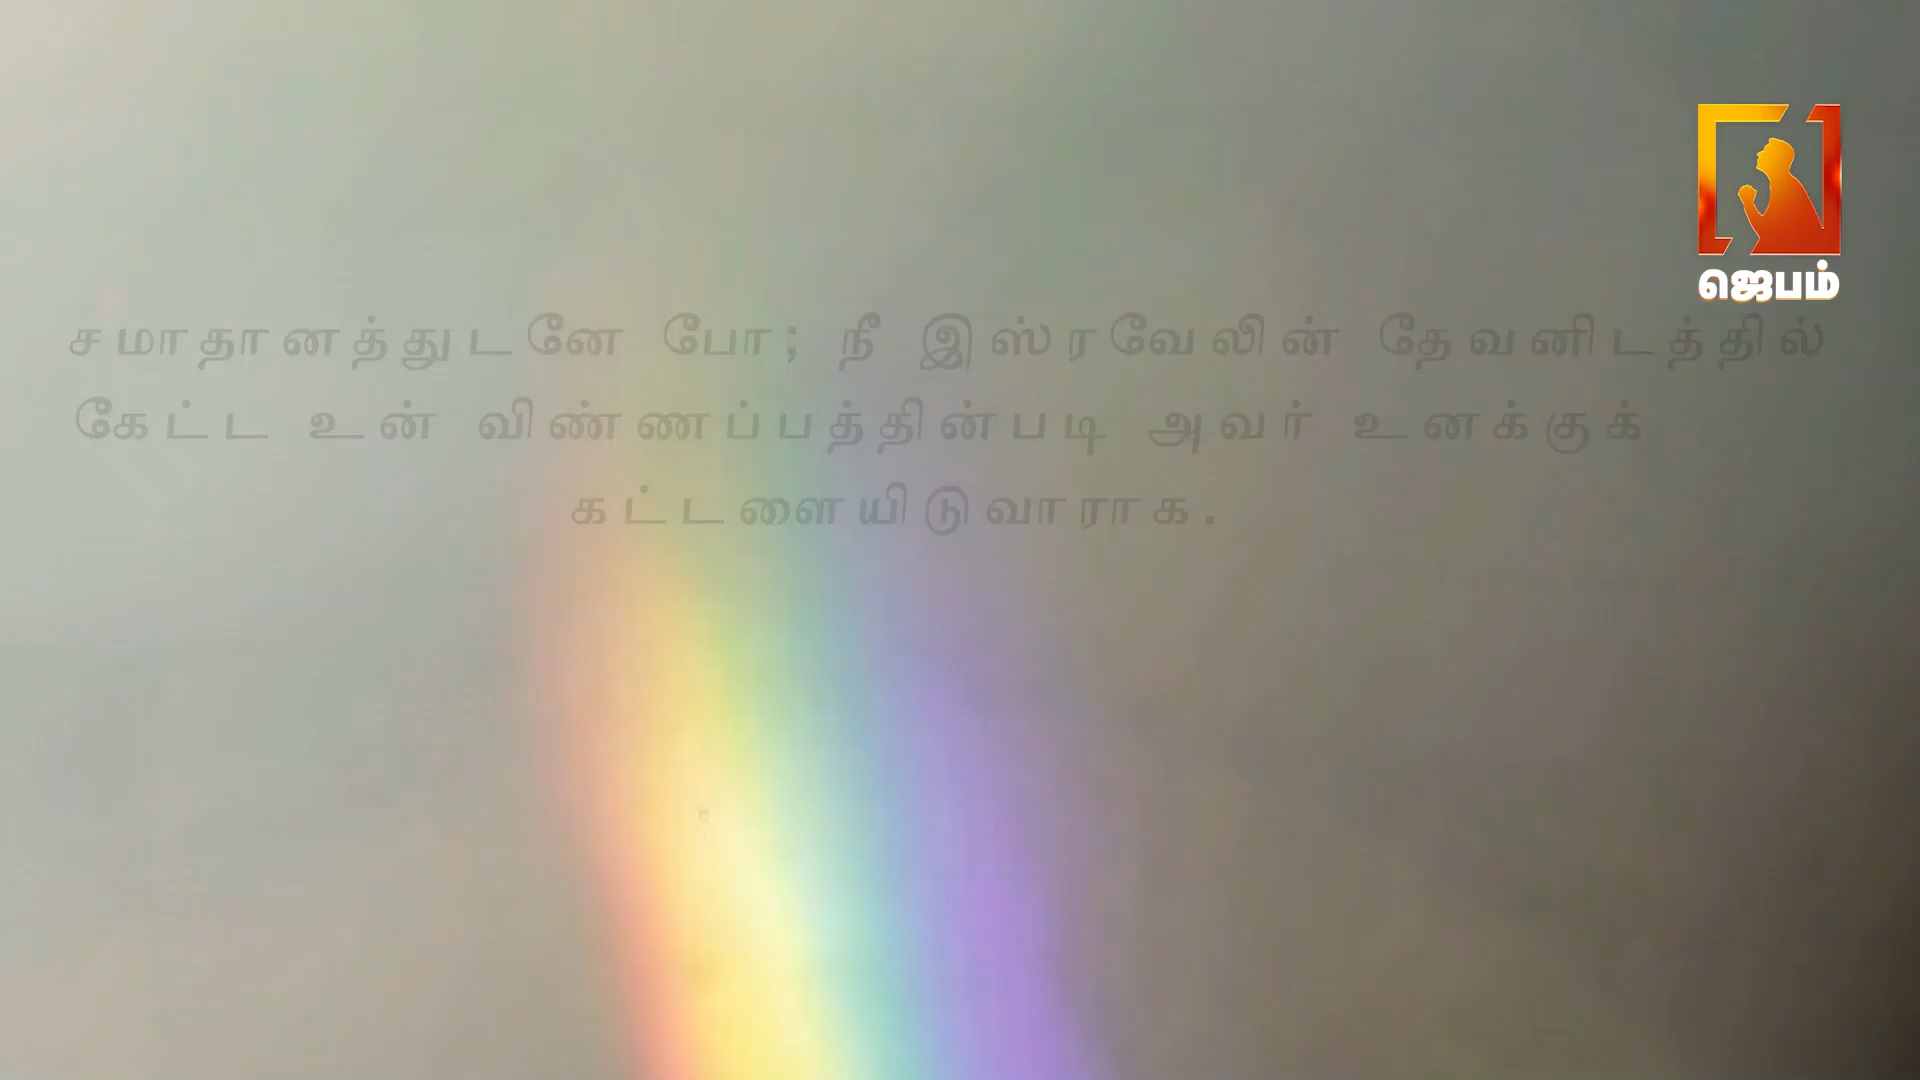 ஜெபம்
சமாதானத்துடனே போ; நீ இஸ்ரவேலின் தேவனிடத்தில்
கேட்ட உன் விண்ணப்பத்தின்படி அவர் உனக்குக்
கட்டளையிடுவாராக.